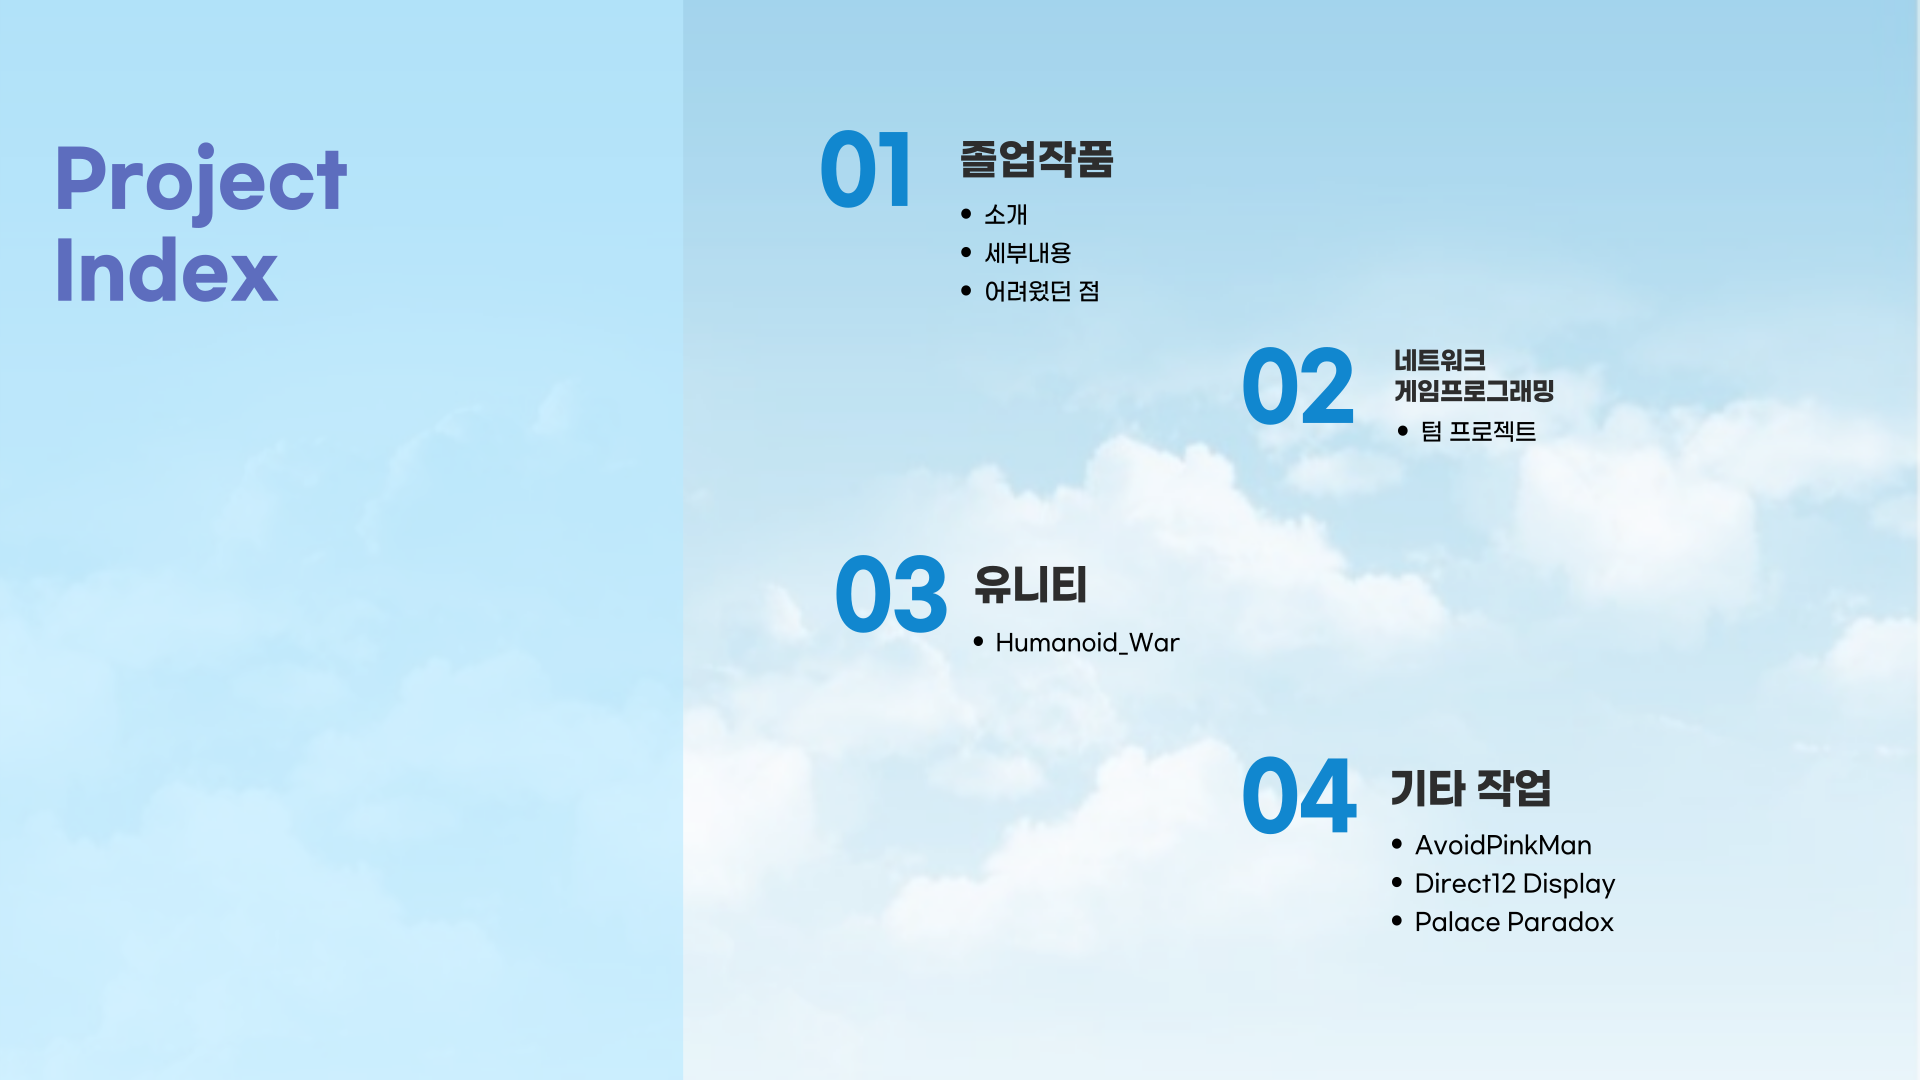 Project
Index
01
졸업작품
• 소개
• 세부내용
• 어려웠던 점
02
네트워크
게임프로그래밍
• 텀 프로젝트
03
유니티
• Humanoid_War
04
기타 작업
• AvoidPinkMan
• Direct12 Display
• Palace Paradox